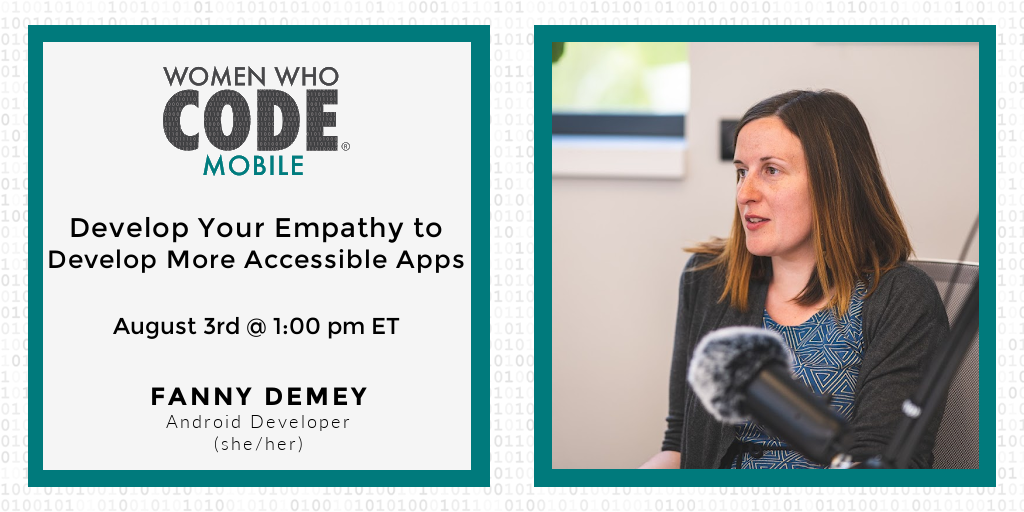 WOMEN WHO
CODE®
MOBILE
Develop Your Empathy to
Develop More Accessible Apps
August 3rd @ 1:00 pm ET
FANNY DEMEY
Android Developer
(she/her)